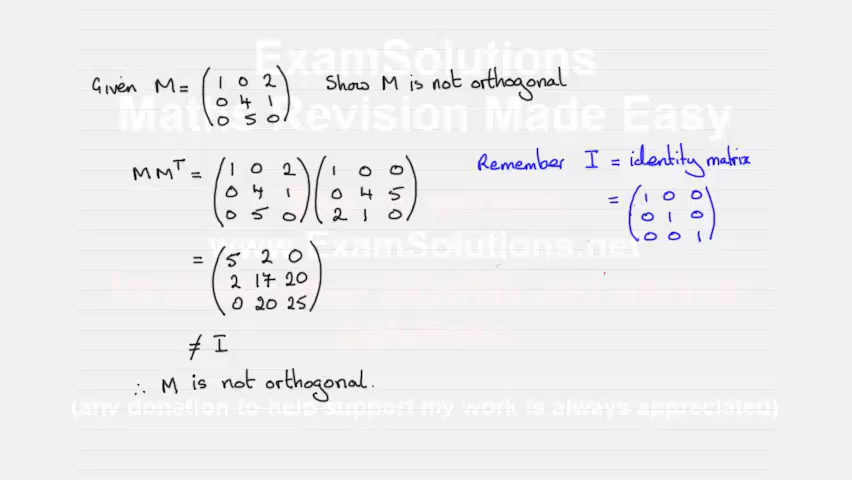 ExamSolutions
Maths Revision Made Easy
www.ExamSolutions.net
(any donation to help support my work is always appreciated)
Given M = (1 0 2
0 4 1
0 5 0) Show M is not orthogonal
MMᵀ = (1 0 2 (1 0 0
0 4 1 0 4 5
0 5 0) 2 1 0)
= (5 2 0
2 17 20
0 20 25)
≠ I
∴ M is not orthogonal.
Remember I = identity matrix
= (1 0 0
0 1 0
0 0 1)